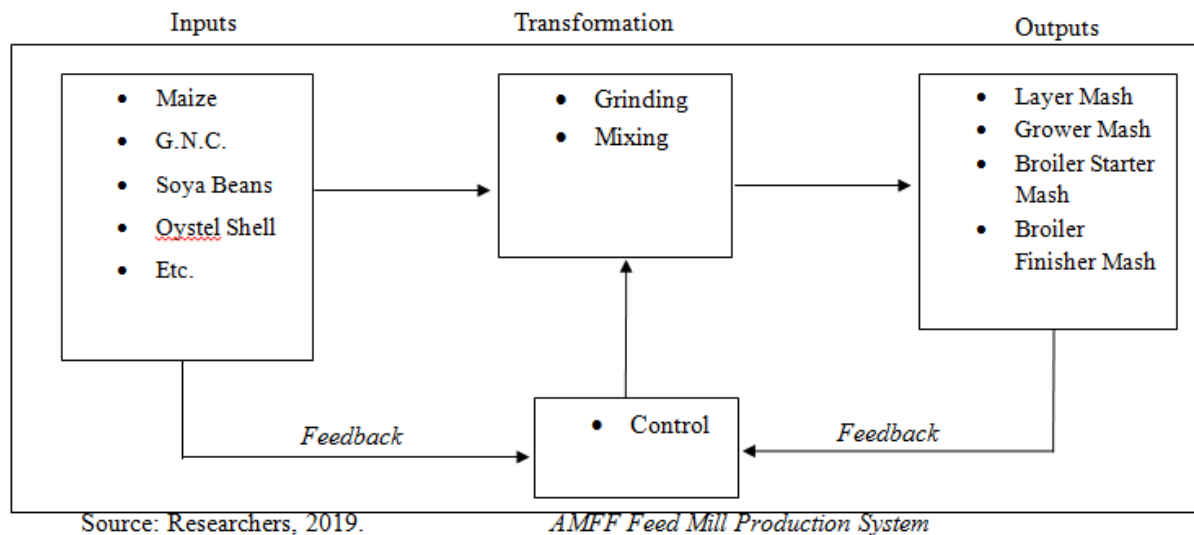 Inputs
Transformation
Outputs
• Maize
• G.N.C.
• Soya Beans
• Oystel Shell
• Etc.
• Grinding
• Mixing
• Layer Mash
• Grower Mash
• Broiler Starter
Mash
• Broiler
Finisher Mash
• Control
Feedback
Feedback
Source: Researchers, 2019.
AMFF Feed Mill Production System